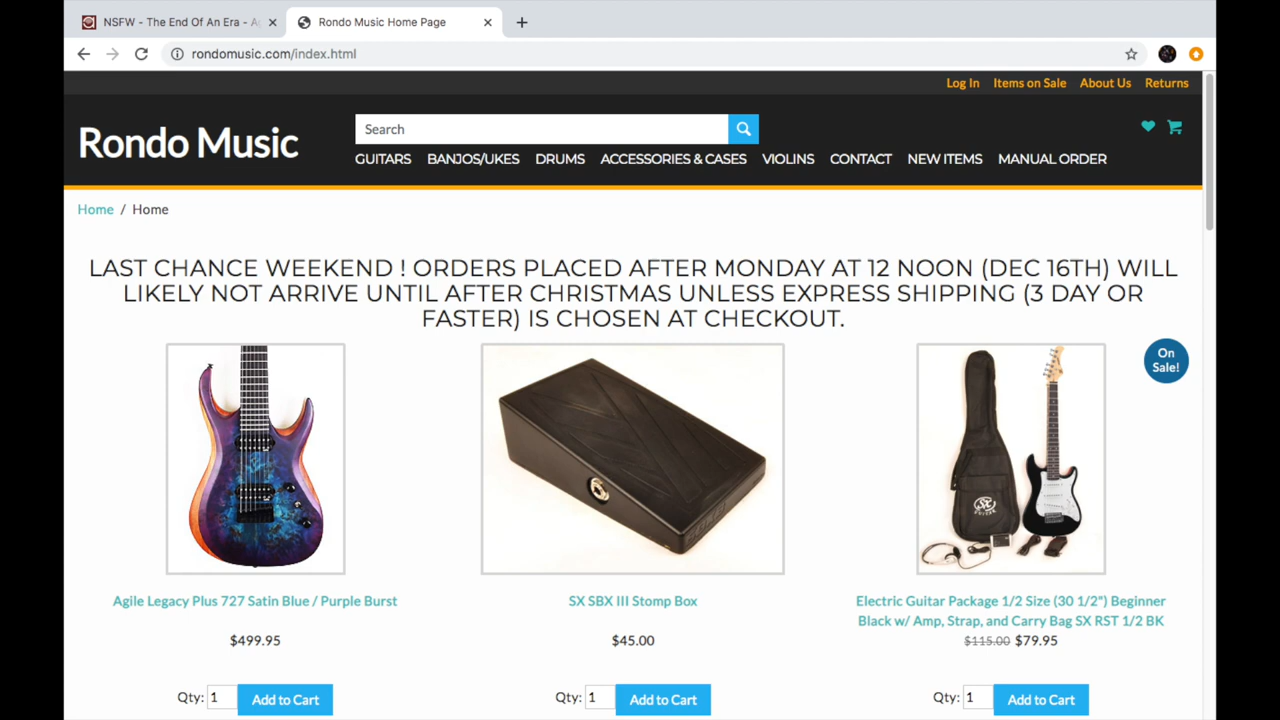 NSFW - The End Of An Era - A
Rondo Music Home Page
rondomusic.com/index.html
Log In Items on Sale About Us Returns
Rondo Music
Search
GUITARS BANJOS/UKES DRUMS ACCESSORIES & CASES VIOLINS CONTACT NEW ITEMS MANUAL ORDER
Home / Home
LAST CHANCE WEEKEND ! ORDERS PLACED AFTER MONDAY AT 12 NOON (DEC 16TH) WILL
LIKELY NOT ARRIVE UNTIL AFTER CHRISTMAS UNLESS EXPRESS SHIPPING (3 DAY OR
FASTER) IS CHOSEN AT CHECKOUT.
On
Sale!
SX
Agile Legacy Plus 727 Satin Blue / Purple Burst
SX SBX III Stomp Box
Electric Guitar Package 1/2 Size (30 1/2") Beginner
Black w/ Amp, Strap, and Carry Bag SX RST 1/2 BK
$499.95
$45.00
$115.00 $79.95
Qty: 1 Add to Cart
Qty: 1 Add to Cart
Qty: 1 Add to Cart